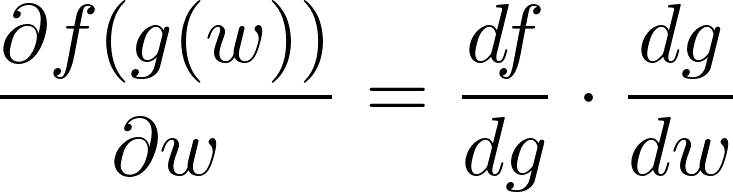 ∂f(g(w))/∂w = df/dg · dg/dw